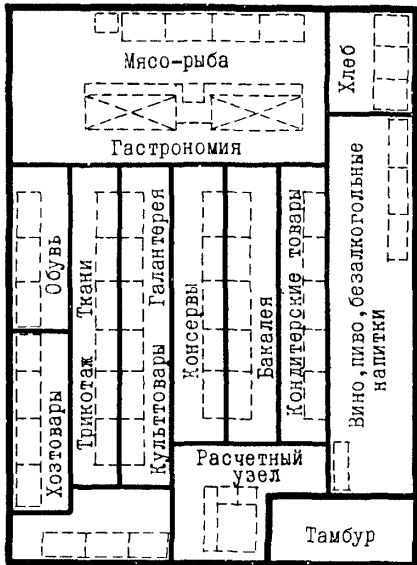 Мясо-рыба
Хлеб
Гастрономия
Обувь
Хозтовары
Ткани
Трикотаж
Галантерея
Культтовары
Консервы
Бакалея
Кондитерские товары
Вино, пиво, безалкогольные
напитки
Расчетный
узел
Тамбур